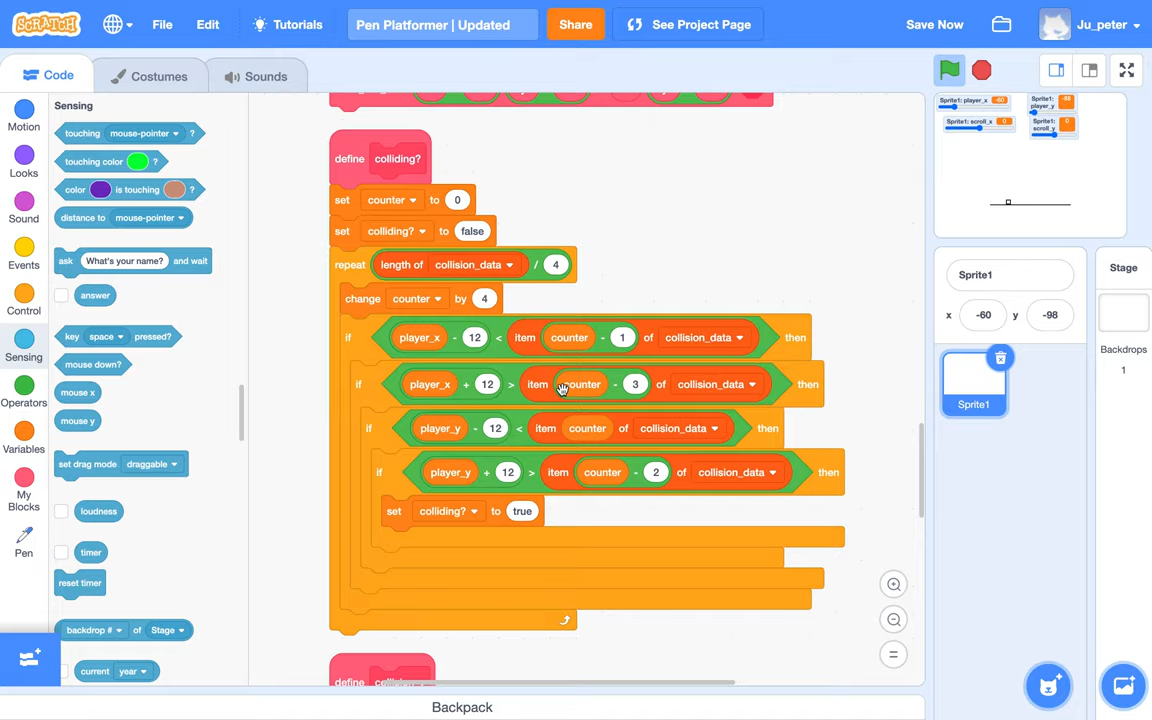 SCRATCH File Edit Tutorials Pen Platformer | Updated Share See Project Page Save Now Ju_peter
Code Costumes Sounds
Motion
Looks
Sound
Events
Control
Sensing
Operators
Variables
My Blocks
Pen
Sensing
touching mouse-pointer ?
touching color ?
color is touching ?
distance to mouse-pointer
ask What's your name? and wait
answer
key space pressed?
mouse down?
mouse x
mouse y
set drag mode draggable
loudness
timer
reset timer
backdrop # of Stage
current year
define colliding?
set counter to 0
set colliding? to false
repeat length of collision_data / 4
change counter by 4
if player_x - 12 < item counter - 1 of collision_data then
if player_x + 12 > item counter - 3 of collision_data then
if player_y - 12 < item counter of collision_data then
if player_y + 12 > item counter - 2 of collision_data then
set colliding? to true
define
Sprite1: player_x -60
Sprite1: player_y -98
Sprite1: scroll_x 0
Sprite1: scroll_y 0
Sprite1
x -60 y -98
Sprite1
Stage
Backdrops
1
Backpack